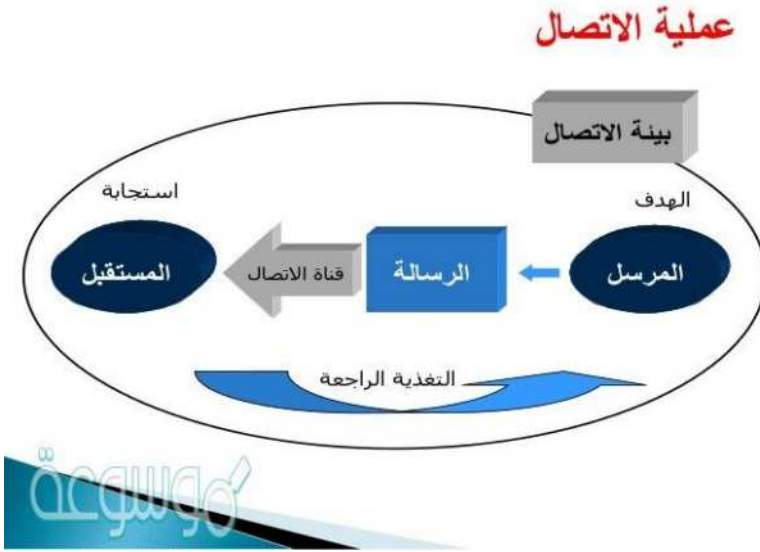 عملية الاتصال
بيئة الاتصال
الهدف
استجابة
المرسل
الرسالة
قناة الاتصال
المستقبل
التغذية الراجعة
موسوعة